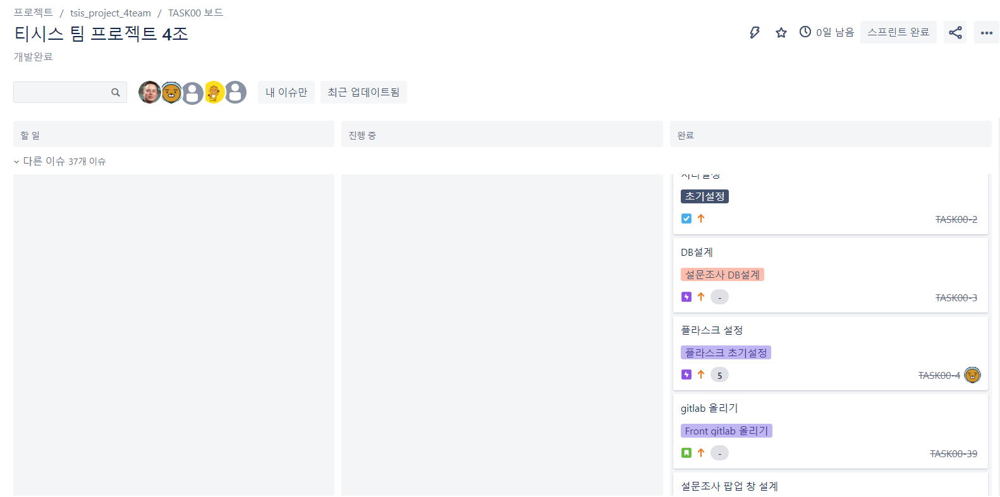 프로젝트 / tsis_project_4team / TASK00 보드
티시스 팀 프로젝트 4조
0일 남음
스프린트 완료
개발완료
내 이슈만
최근 업데이트됨
할 일
진행 중
완료
다른 이슈 37개 이슈
초기설정
TASK00-2
DB설계
설문조사 DB설계
-
TASK00-3
플라스크 설정
플라스크 초기설정
5
TASK00-4
gitlab 올리기
Front gitlab 올리기
-
TASK00-39
설문조사 팝업 창 설계